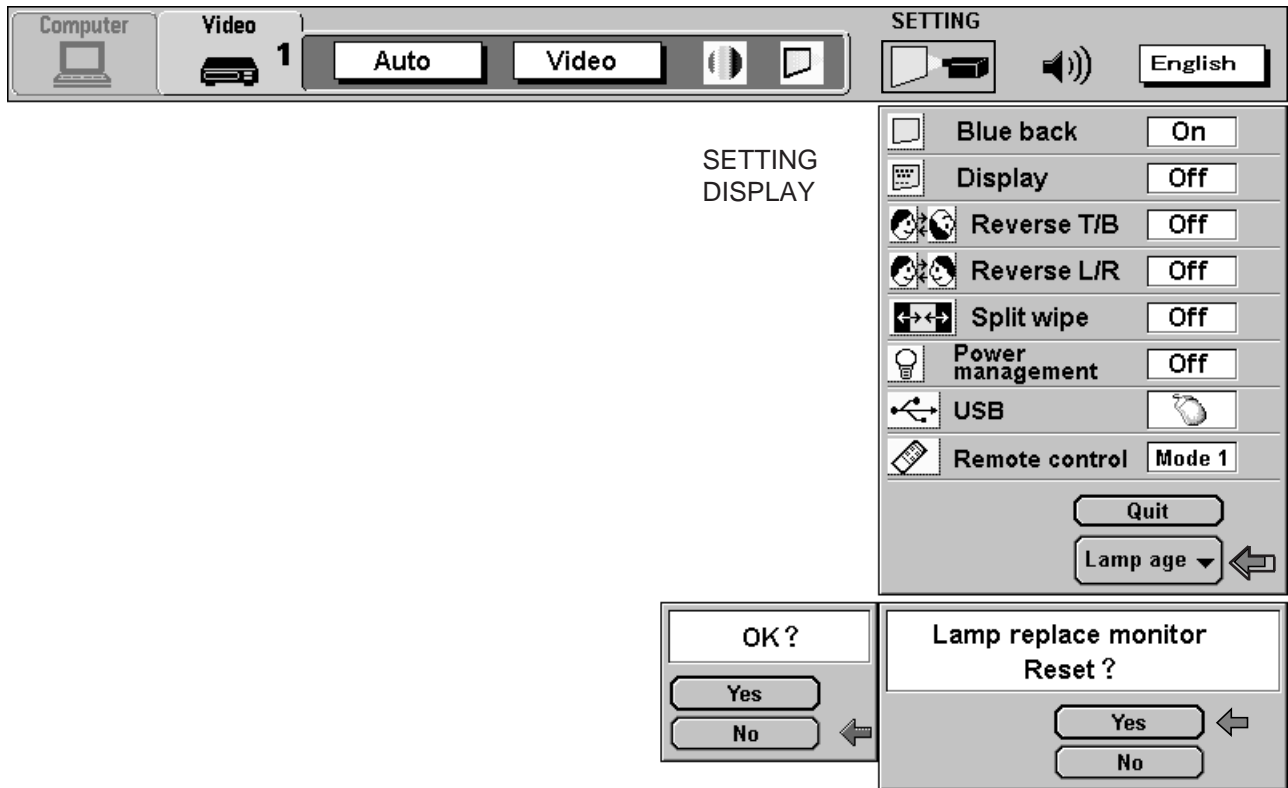 Computer
Video
1
Auto
Video
SETTING
English
SETTING
DISPLAY
Blue back On
Display Off
Reverse T/B Off
Reverse L/R Off
Split wipe Off
Power
management Off
USB
Remote control Mode 1
Quit
Lamp age
OK?
Yes
No
Lamp replace monitor
Reset?
Yes
No